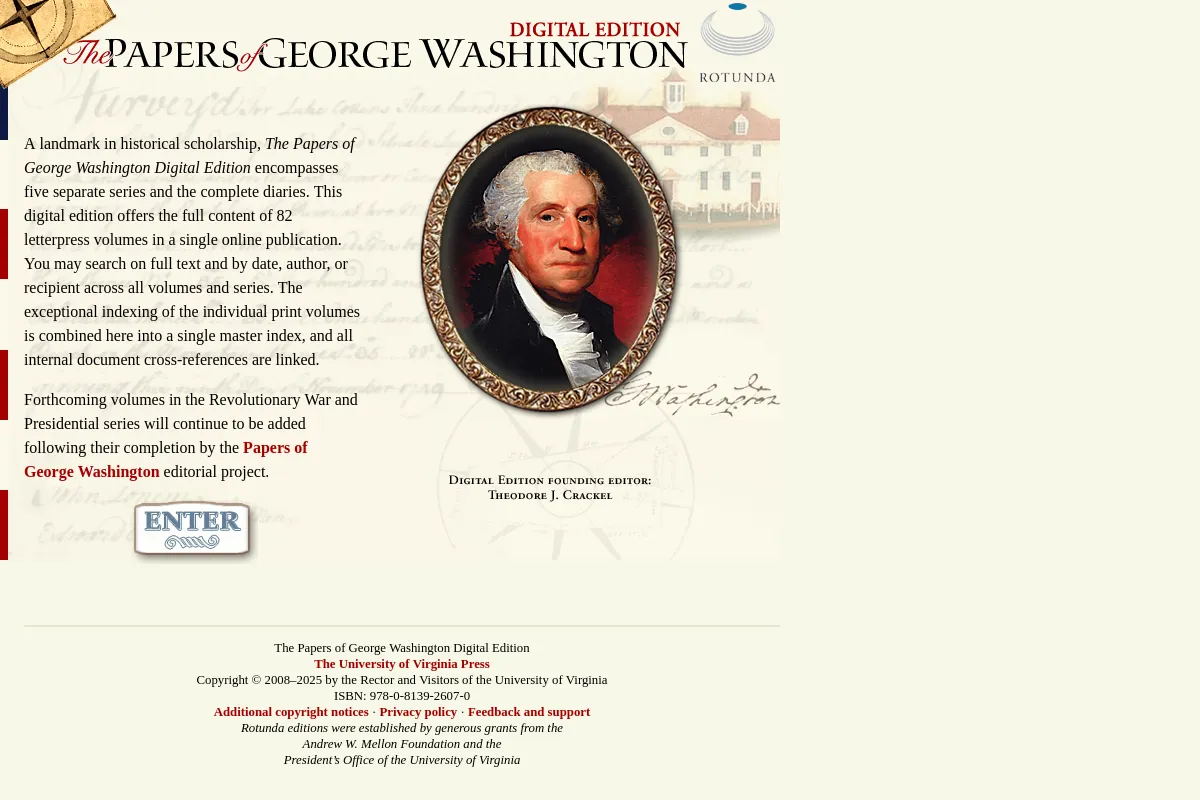 DIGITAL EDITION
The PAPERS of GEORGE WASHINGTON
ROTUNDA
A landmark in historical scholarship, The Papers of
George Washington Digital Edition encompasses
five separate series and the complete diaries. This
digital edition offers the full content of 82
letterpress volumes in a single online publication.
You may search on full text and by date, author, or
recipient across all volumes and series. The
exceptional indexing of the individual print volumes
is combined here into a single master index, and all
internal document cross-references are linked.
Forthcoming volumes in the Revolutionary War and
Presidential series will continue to be added
following their completion by the Papers of
George Washington editorial project.
ENTER
GWashington
Digital Edition founding editor:
Theodore J. Crackel
The Papers of George Washington Digital Edition
The University of Virginia Press
Copyright © 2008–2025 by the Rector and Visitors of the University of Virginia
ISBN: 978-0-8139-2607-0
Additional copyright notices · Privacy policy · Feedback and support
Rotunda editions were established by generous grants from the
Andrew W. Mellon Foundation and the
President’s Office of the University of Virginia